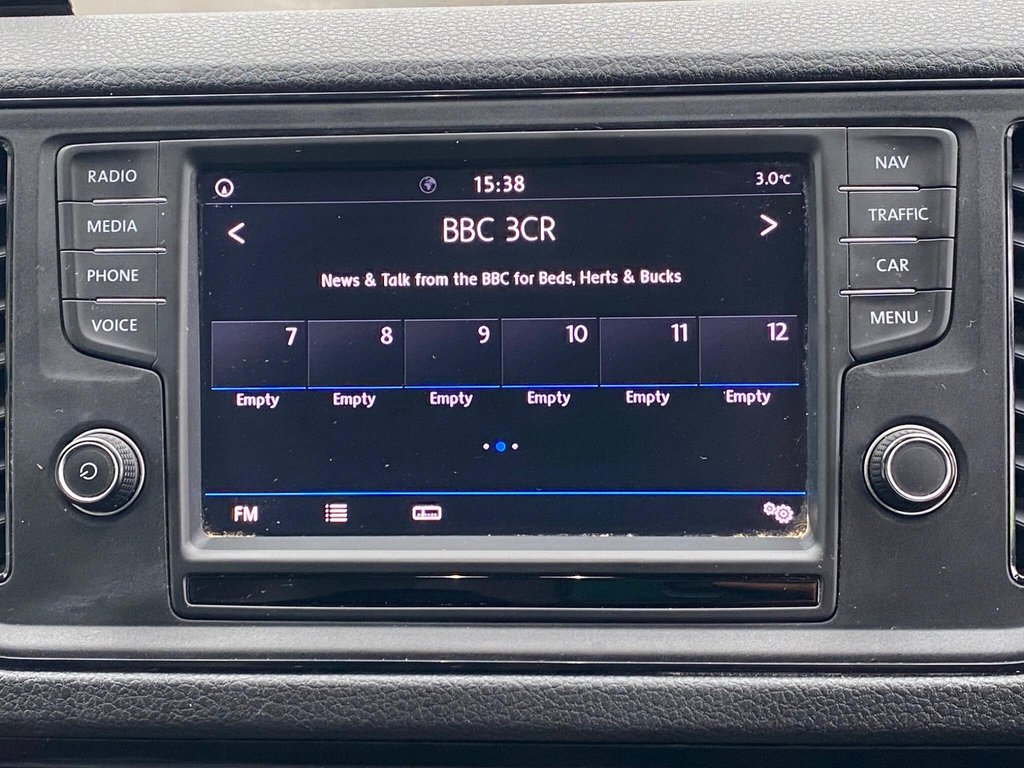 RADIO
MEDIA
PHONE
VOICE
15:38
3.0°C
< BBC 3CR >
News & Talk from the BBC for Beds, Herts & Bucks
7 8 9 10 11 12
Empty Empty Empty Empty Empty Empty
FM
NAV
TRAFFIC
CAR
MENU